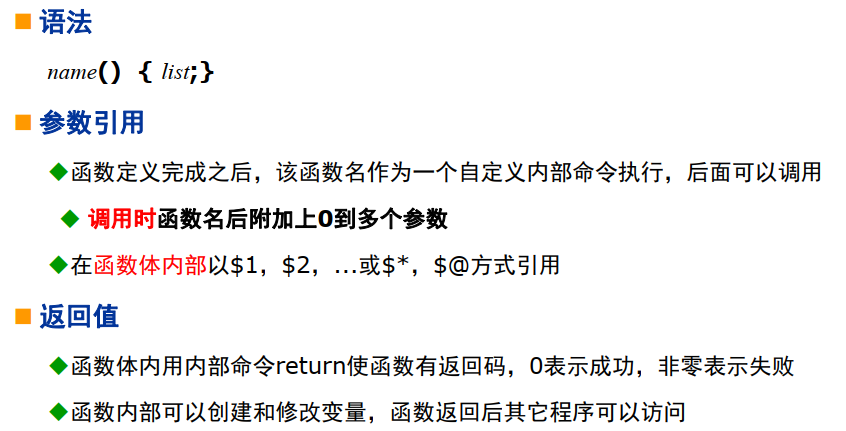 语法
name() { list;}
参数引用
函数定义完成之后，该函数名作为一个自定义内部命令执行，后面可以调用
调用时函数名后附加上0到多个参数
在函数体内部以$1，$2，…或$*，$@方式引用
返回值
函数体内用内部命令return使函数有返回码，0表示成功，非零表示失败
函数内部可以创建和修改变量，函数返回后其它程序可以访问